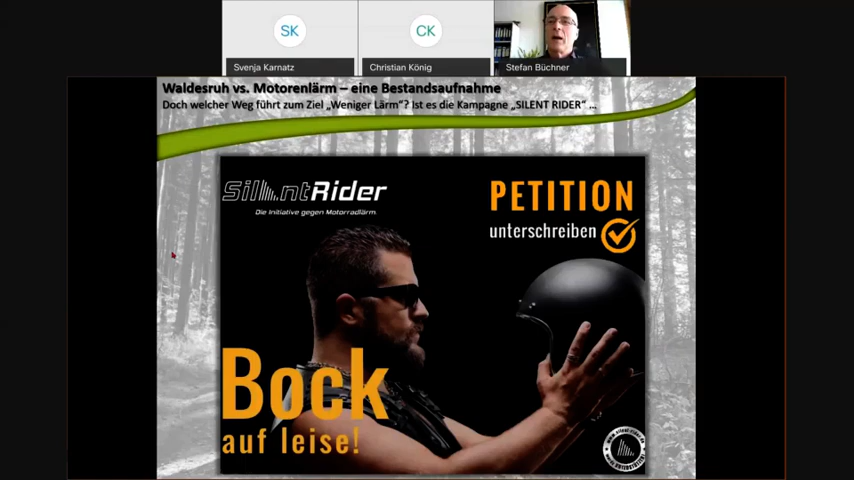 SK
CK
Svenja Karnatz
Christian König
Stefan Büchner
Waldesruh vs. Motorenlärm – eine Bestandsaufnahme
Doch welcher Weg führt zum Ziel „Weniger Lärm“? Ist es die Kampagne „SILENT RIDER“ ...
SilentRider
Die Initiative gegen Motorradlärm.
PETITION
unterschreiben
Bock
auf leise!